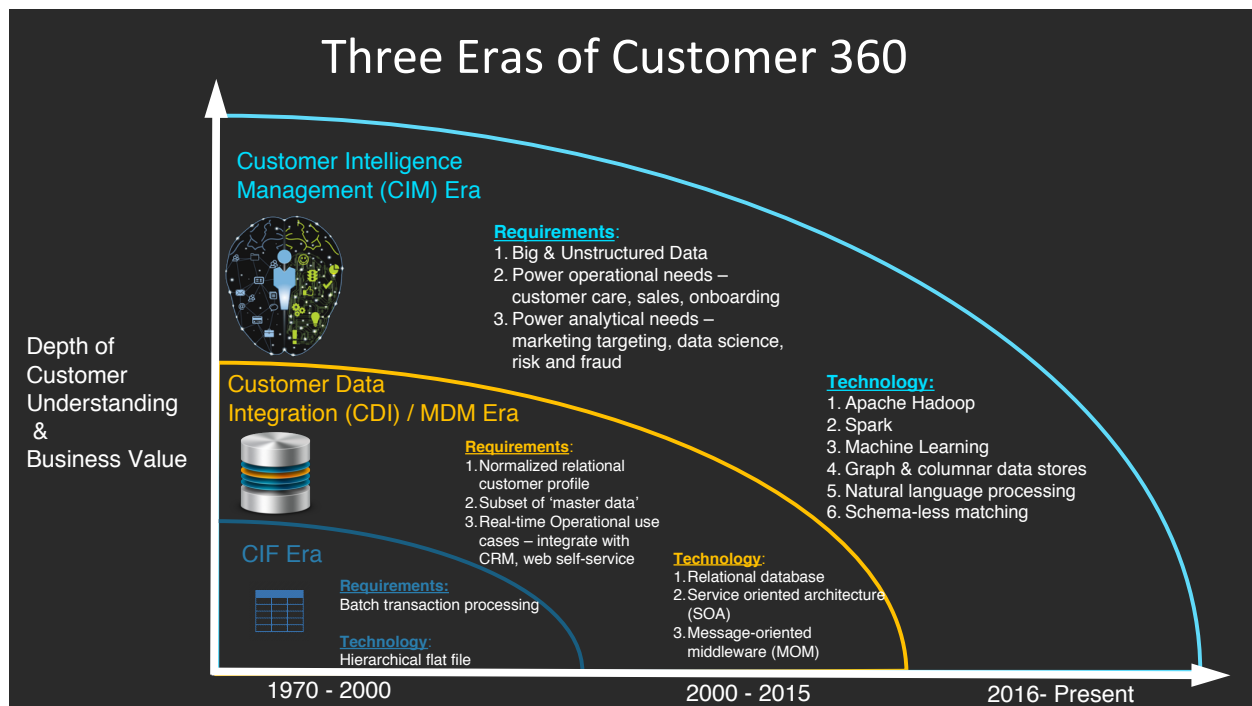 Three Eras of Customer 360
Customer Intelligence
Management (CIM) Era
Requirements:
1. Big & Unstructured Data
2. Power operational needs –
customer care, sales, onboarding
3. Power analytical needs –
marketing targeting, data science,
risk and fraud
Technology:
1. Apache Hadoop
2. Spark
3. Machine Learning
4. Graph & columnar data stores
5. Natural language processing
6. Schema-less matching
Depth of
Customer
Understanding
&
Business Value
Customer Data
Integration (CDI) / MDM Era
Requirements:
1. Normalized relational
customer profile
2. Subset of ‘master data’
3. Real-time Operational use
cases – integrate with
CRM, web self-service
Technology:
1. Relational database
2. Service oriented architecture
(SOA)
3. Message-oriented
middleware (MOM)
CIF Era
Requirements:
Batch transaction processing
Technology:
Hierarchical flat file
1970 - 2000
2000 - 2015
2016- Present